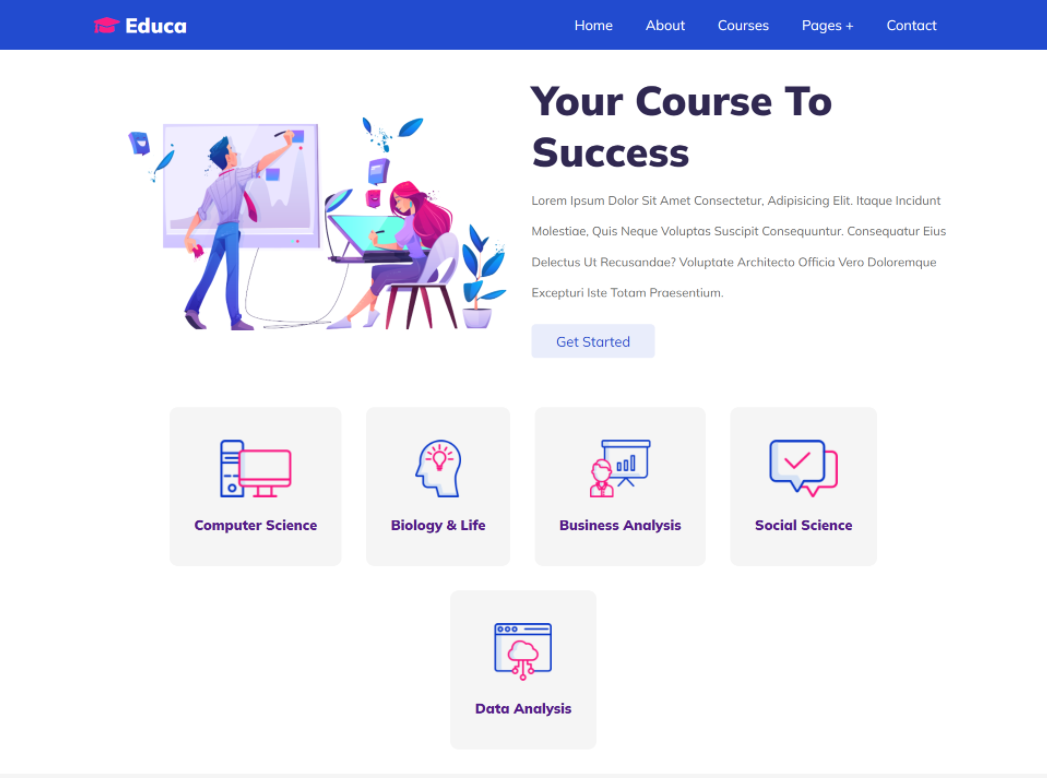 Educa
Home
About
Courses
Pages +
Contact
Your Course To
Success
Lorem Ipsum Dolor Sit Amet Consectetur, Adipisicing Elit. Itaque Incidunt
Molestiae, Quis Neque Voluptas Suscipit Consequuntur. Consequatur Eius
Delectus Ut Recusandae? Voluptate Architecto Officia Vero Doloremque
Excepturi Iste Totam Praesentium.
Get Started
Computer Science
Biology & Life
Business Analysis
Social Science
Data Analysis